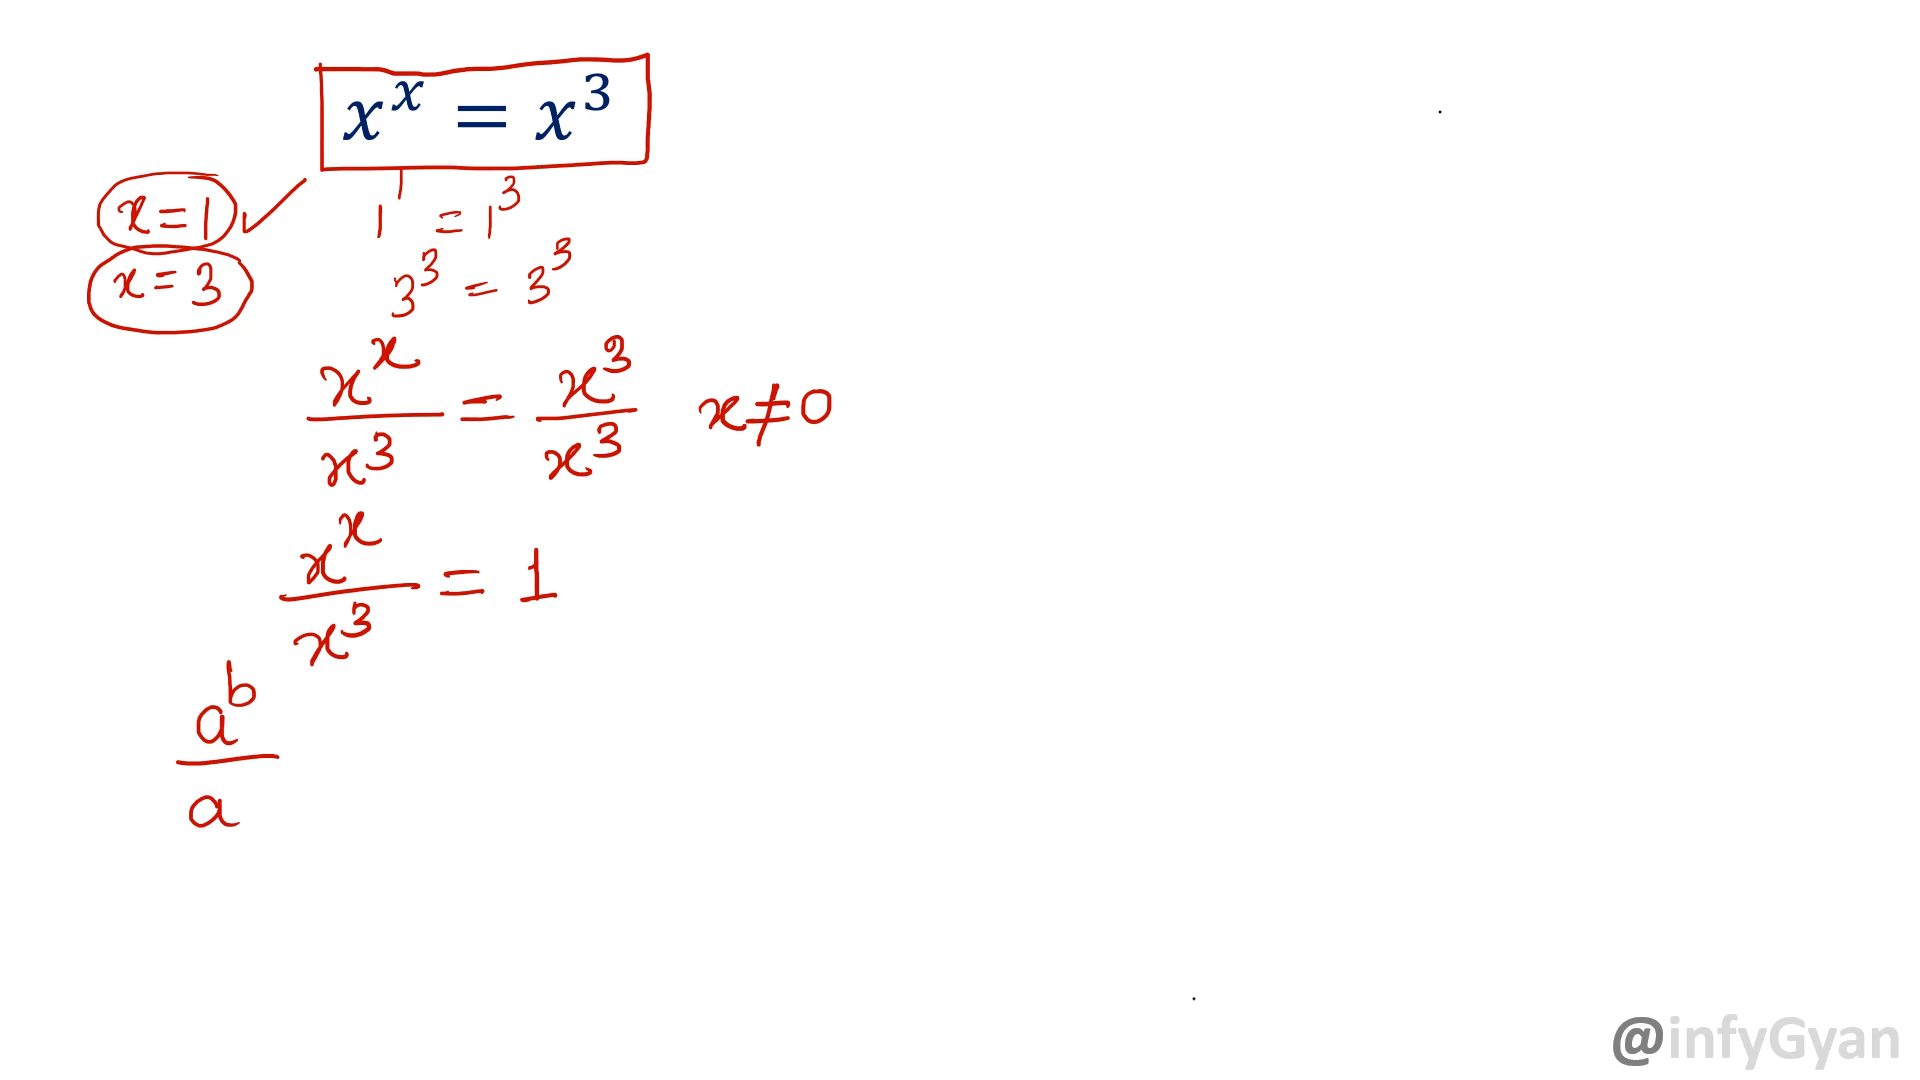 x^x = x^3
x = 1 ✓
1^1 = 1^3
x = 3
3^3 = 3^3
x^x / x^3 = x^3 / x^3   x ≠ 0
x^x / x^3 = 1
a^b / a
@infyGyan